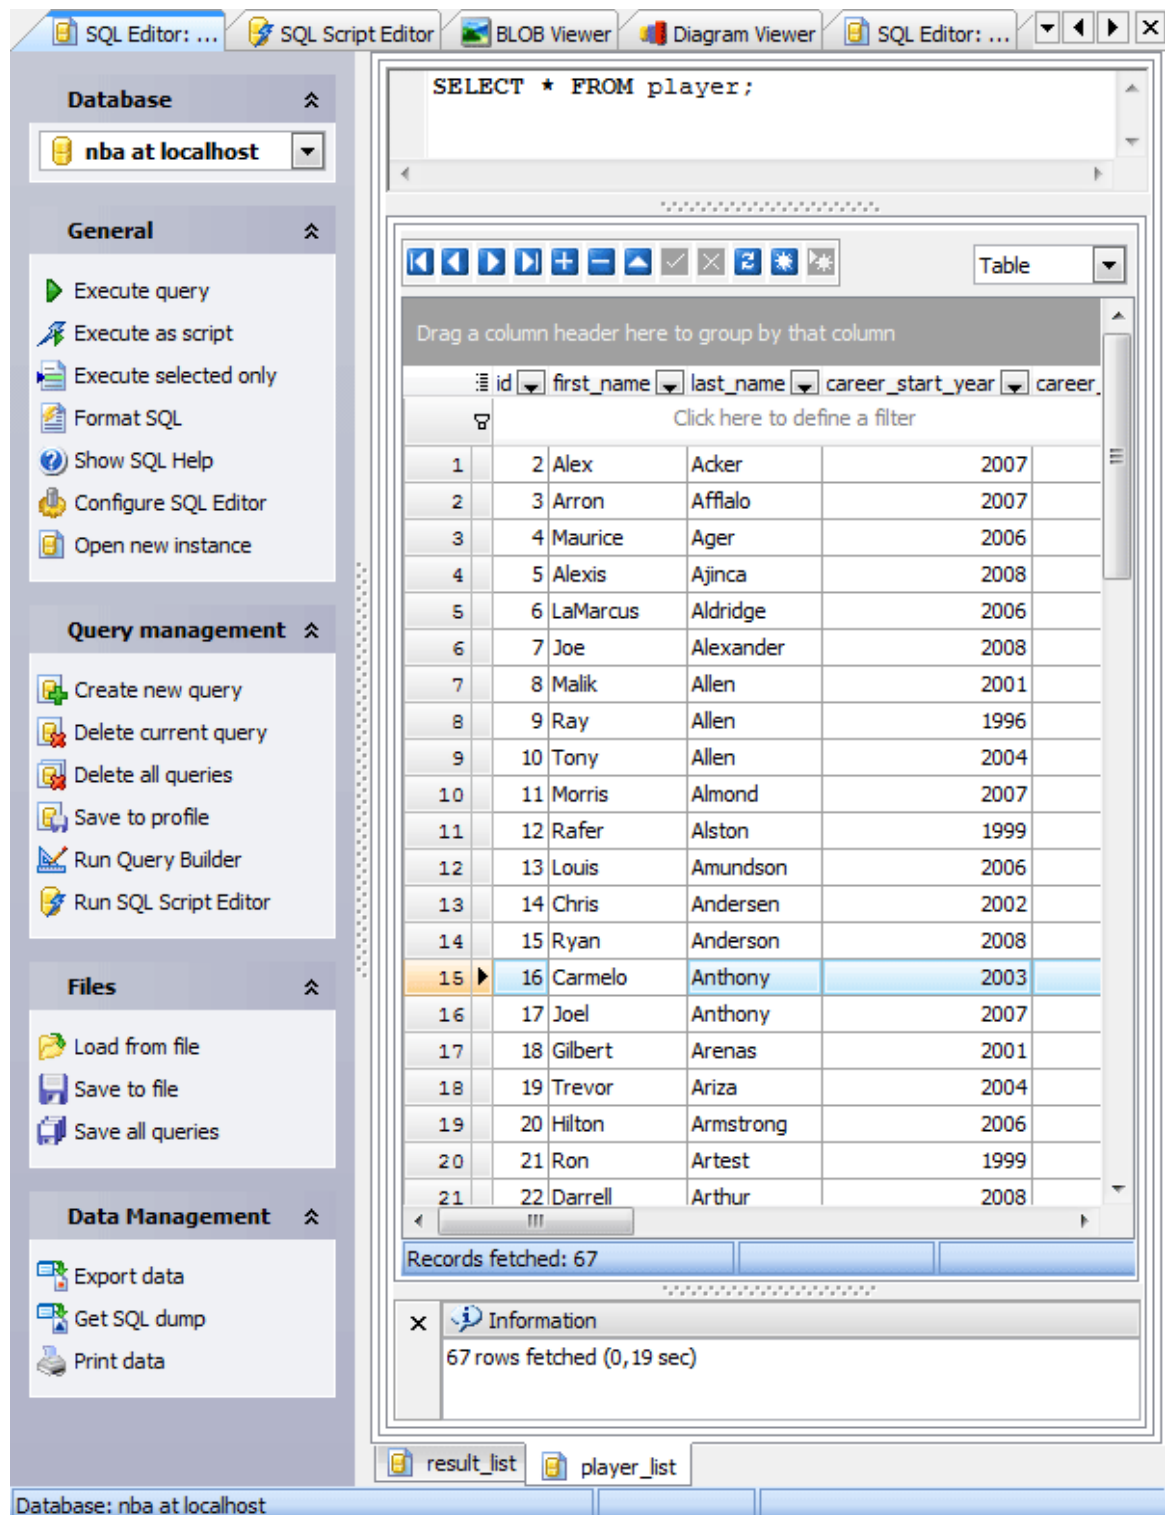 SQL Editor: ... SQL Script Editor BLOB Viewer Diagram Viewer SQL Editor: ...
Database
nba at localhost
General
Execute query
Execute as script
Execute selected only
Format SQL
Show SQL Help
Configure SQL Editor
Open new instance
Query management
Create new query
Delete current query
Delete all queries
Save to profile
Run Query Builder
Run SQL Script Editor
Files
Load from file
Save to file
Save all queries
Data Management
Export data
Get SQL dump
Print data
SELECT * FROM player;
Table
Drag a column header here to group by that column
id first_name last_name career_start_year career_
Click here to define a filter
1 2 Alex Acker 2007
2 3 Arron Afflalo 2007
3 4 Maurice Ager 2006
4 5 Alexis Ajinca 2008
5 6 LaMarcus Aldridge 2006
6 7 Joe Alexander 2008
7 8 Malik Allen 2001
8 9 Ray Allen 1996
9 10 Tony Allen 2004
10 11 Morris Almond 2007
11 12 Rafer Alston 1999
12 13 Louis Amundson 2006
13 14 Chris Andersen 2002
14 15 Ryan Anderson 2008
15 16 Carmelo Anthony 2003
16 17 Joel Anthony 2007
17 18 Gilbert Arenas 2001
18 19 Trevor Ariza 2004
19 20 Hilton Armstrong 2006
20 21 Ron Artest 1999
21 22 Darrell Arthur 2008
Records fetched: 67
Information
67 rows fetched (0,19 sec)
result_list player_list
Database: nba at localhost